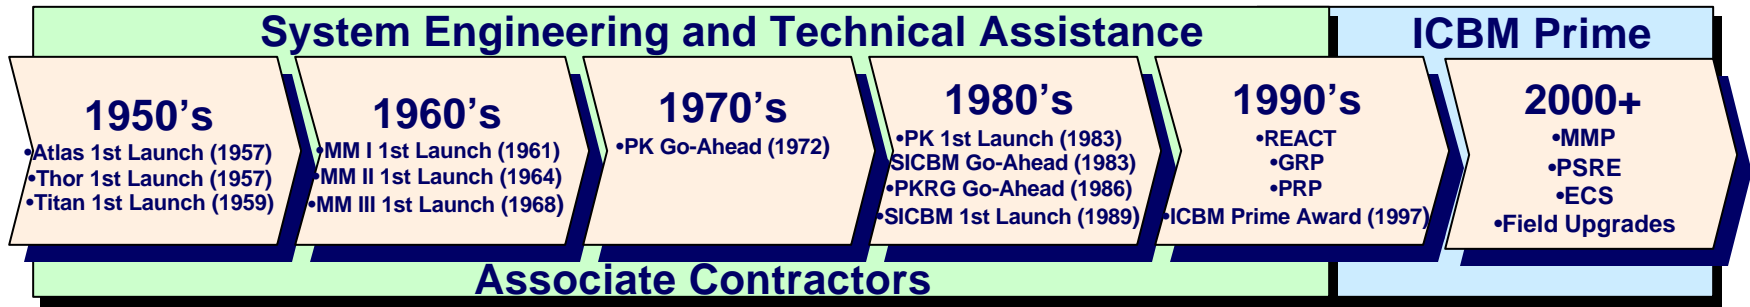 System Engineering and Technical Assistance
ICBM Prime
1950’s
•Atlas 1st Launch (1957)
•Thor 1st Launch (1957)
•Titan 1st Launch (1959)
1960’s
•MM I 1st Launch (1961)
•MM II 1st Launch (1964)
•MM III 1st Launch (1968)
1970’s
•PK Go-Ahead (1972)
1980’s
•PK 1st Launch (1983)
SICBM Go-Ahead (1983)
•PKRG Go-Ahead (1986)
•SICBM 1st Launch (1989)
1990’s
•REACT
•GRP
•PRP
•ICBM Prime Award (1997)
2000+
•MMP
•PSRE
•ECS
•Field Upgrades
Associate Contractors